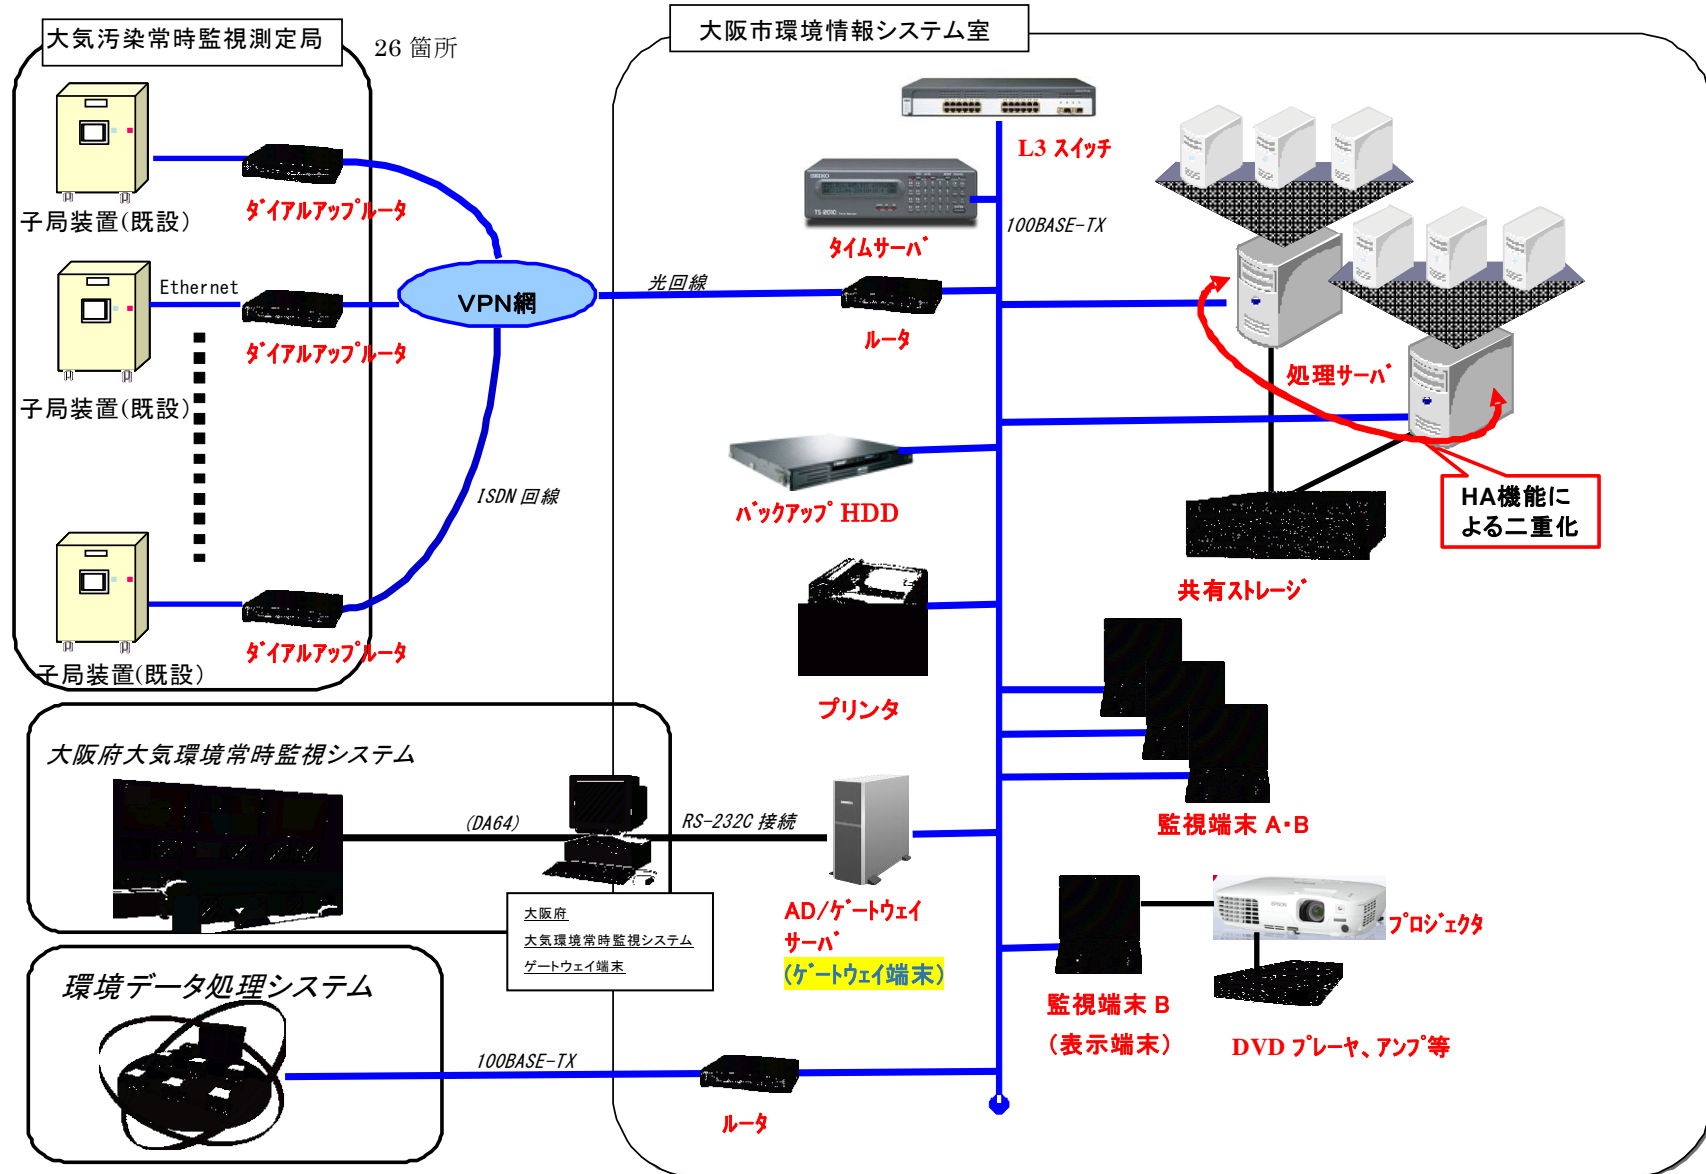 大気汚染常時監視測定局
26 箇所
大阪市環境情報システム室
子局装置(既設)
ダイアルアップルータ
Ethernet
子局装置(既設)
ダイアルアップルータ
子局装置(既設)
ダイアルアップルータ
VPN網
ISDN 回線
光回線
L3 スイッチ
SEIKO
TS-2010
タイムサーバ
100BASE-TX
ルータ
処理サーバ
バックアップ HDD
HA機能に
よる二重化
共有ストレージ
プリンタ
大阪府大気環境常時監視システム
(DA64)
RS-232C 接続
大阪府
大気環境常時監視システム
ゲートウェイ端末
AD/ゲートウェイ
サーバ
(ゲートウェイ端末)
監視端末 A・B
EPSON
プロジェクタ
監視端末 B
(表示端末)
DVD プレーヤ、アンプ等
環境データ処理システム
100BASE-TX
ルータ